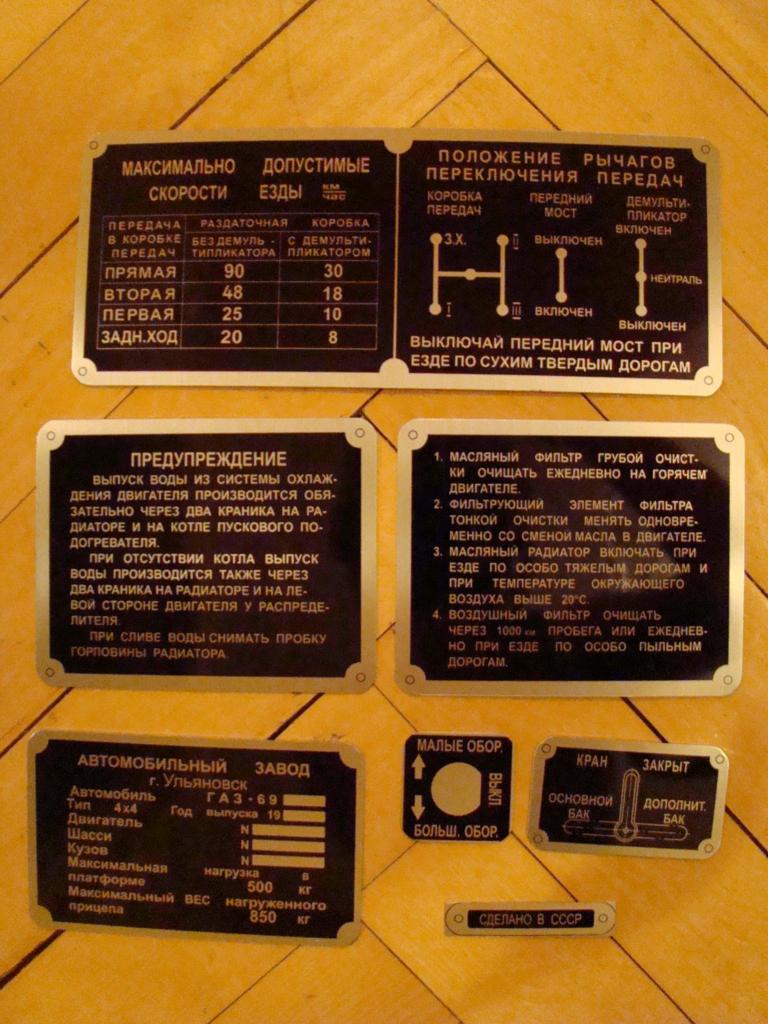 МАКСИМАЛЬНО ДОПУСТИМЫЕ
СКОРОСТИ ЕЗДЫ км/час
ПЕРЕДАЧА В КОРОБКЕ ПЕРЕДАЧ
РАЗДАТОЧНАЯ КОРОБКА
БЕЗ ДЕМУЛЬ-
ТИПЛИКАТОРА
С ДЕМУЛЬТИ-
ПЛИКАТОРОМ
ПРЯМАЯ 90 30
ВТОРАЯ 48 18
ПЕРВАЯ 25 10
ЗАДН.ХОД 20 8
ПОЛОЖЕНИЕ РЫЧАГОВ
ПЕРЕКЛЮЧЕНИЯ ПЕРЕДАЧ
КОРОБКА
ПЕРЕДАЧ
З.Х. II
I III
ПЕРЕДНИЙ
МОСТ
ВЫКЛЮЧЕН
ВКЛЮЧЕН
ДЕМУЛЬТИ-
ПЛИКАТОР
ВКЛЮЧЕН
НЕЙТРАЛЬ
ВЫКЛЮЧЕН
ВЫКЛЮЧАЙ ПЕРЕДНИЙ МОСТ ПРИ
ЕЗДЕ ПО СУХИМ ТВЕРДЫМ ДОРОГАМ
ПРЕДУПРЕЖДЕНИЕ
ВЫПУСК ВОДЫ ИЗ СИСТЕМЫ ОХЛАЖ-
ДЕНИЯ ДВИГАТЕЛЯ ПРОИЗВОДИТСЯ ОБЯ-
ЗАТЕЛЬНО ЧЕРЕЗ ДВА КРАНИКА НА РА-
ДИАТОРЕ И НА КОТЛЕ ПУСКОВОГО ПО-
ДОГРЕВАТЕЛЯ.
ПРИ ОТСУТСТВИИ КОТЛА ВЫПУСК
ВОДЫ ПРОИЗВОДИТСЯ ТАКЖЕ ЧЕРЕЗ
ДВА КРАНИКА НА РАДИАТОРЕ И НА ЛЕ-
ВОЙ СТОРОНЕ ДВИГАТЕЛЯ У РАСПРЕДЕ-
ЛИТЕЛЯ.
ПРИ СЛИВЕ ВОДЫ СНИМАТЬ ПРОБКУ
ГОРЛОВИНЫ РАДИАТОРА.
1. МАСЛЯНЫЙ ФИЛЬТР ГРУБОЙ ОЧИСТ-
КИ ОЧИЩАТЬ ЕЖЕДНЕВНО НА ГОРЯЧЕМ
ДВИГАТЕЛЕ.
2. ФИЛЬТРУЮЩИЙ ЭЛЕМЕНТ ФИЛЬТРА
ТОНКОЙ ОЧИСТКИ МЕНЯТЬ ОДНОВРЕ-
МЕННО СО СМЕНОЙ МАСЛА В ДВИГАТЕЛЕ.
3. МАСЛЯНЫЙ РАДИАТОР ВКЛЮЧАТЬ ПРИ
ЕЗДЕ ПО ОСОБО ТЯЖЕЛЫМ ДОРОГАМ И
ПРИ ТЕМПЕРАТУРЕ ОКРУЖАЮЩЕГО
ВОЗДУХА ВЫШЕ 20°С.
4. ВОЗДУШНЫЙ ФИЛЬТР ОЧИЩАТЬ
ЧЕРЕЗ 1000 км ПРОБЕГА ИЛИ ЕЖЕДНЕВ-
НО ПРИ ЕЗДЕ ПО ОСОБО ПЫЛЬНЫМ
ДОРОГАМ.
АВТОМОБИЛЬНЫЙ ЗАВОД
г. Ульяновск
Автомобиль ГАЗ-69
Тип 4х4 Год выпуска 19
Двигатель N
Шасси N
Кузов N
Максимальная нагрузка в
платформе 500 кг
Максимальный ВЕС нагруженного
прицепа 850 кг
МАЛЫЕ ОБОР.
ВЫКЛ
БОЛЬШ. ОБОР.
КРАН ЗАКРЫТ
ОСНОВНОЙ
БАК
ДОПОЛНИТ.
БАК
СДЕЛАНО В СССР